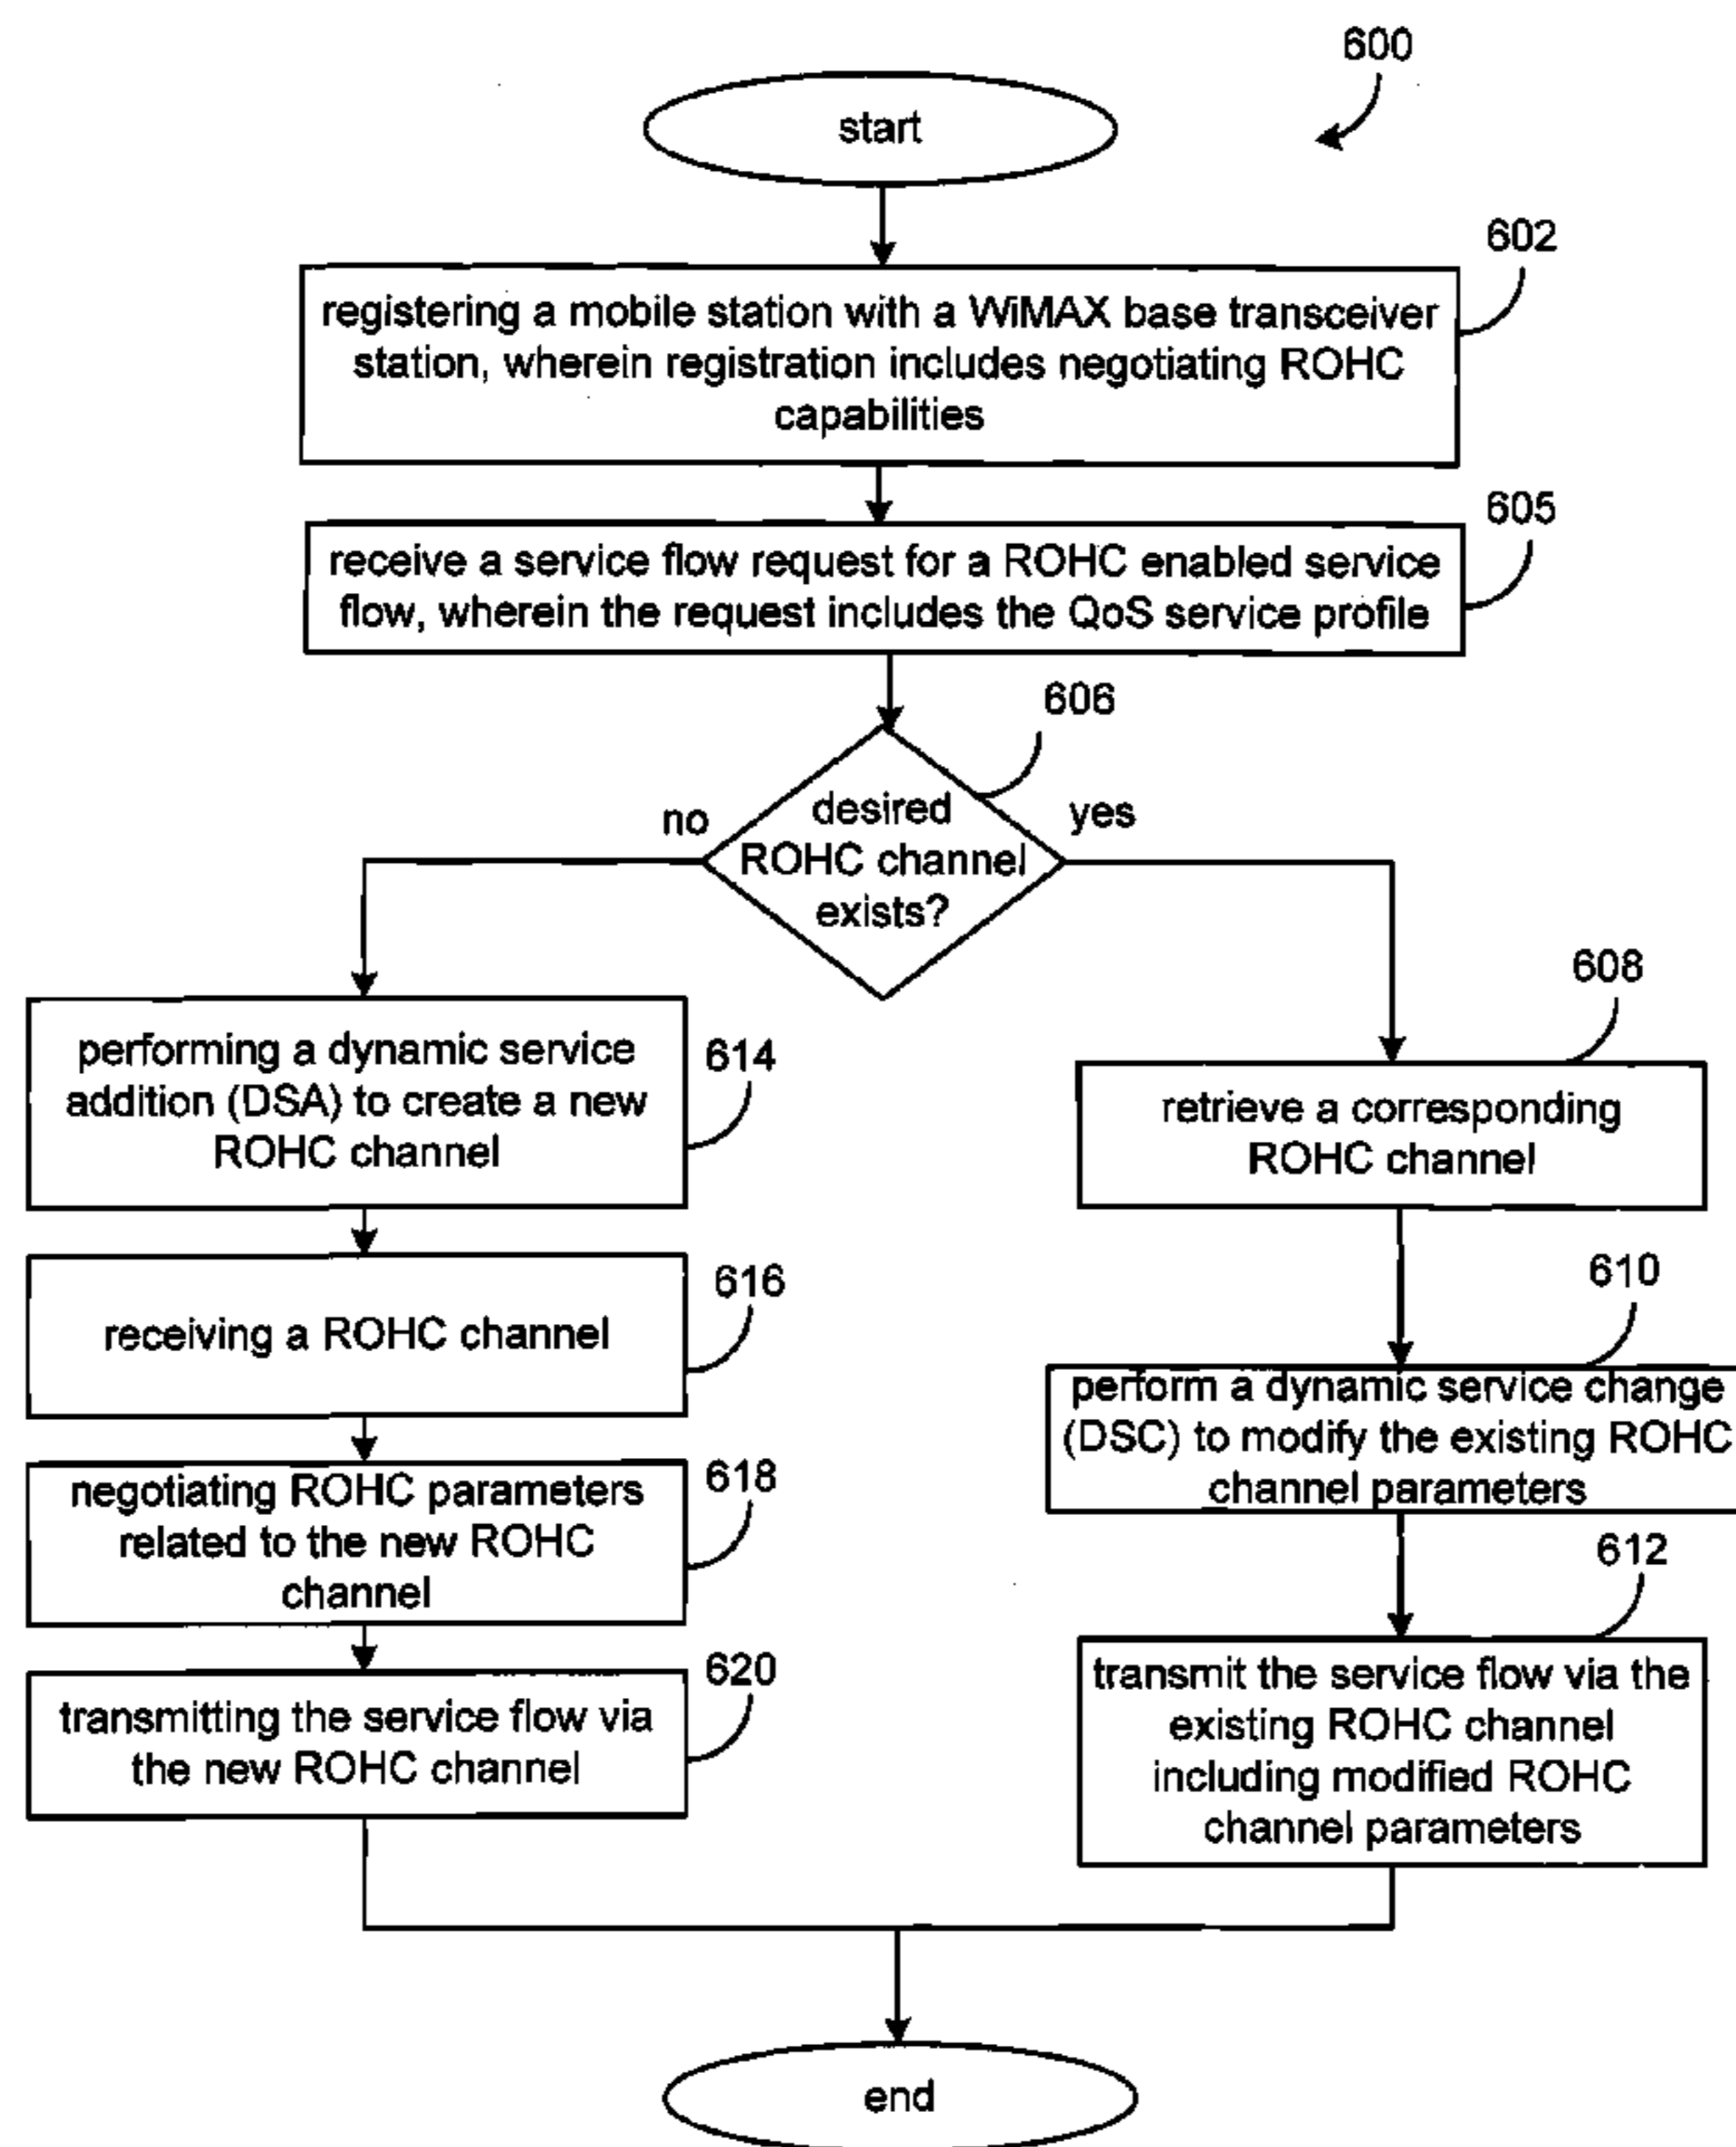 600
start
602
registering a mobile station with a WiMAX base transceiver
station, wherein registration includes negotiating ROHC
capabilities
605
receive a service flow request for a ROHC enabled service
flow, wherein the request includes the QoS service profile
606
no
desired
ROHC channel
exists?
yes
614
performing a dynamic service
addition (DSA) to create a new
ROHC channel
616
receiving a ROHC channel
618
negotiating ROHC parameters
related to the new ROHC
channel
620
transmitting the service flow via
the new ROHC channel
608
retrieve a corresponding
ROHC channel
610
perform a dynamic service change
(DSC) to modify the existing ROHC
channel parameters
612
transmit the service flow via the
existing ROHC channel
including modified ROHC
channel parameters
end